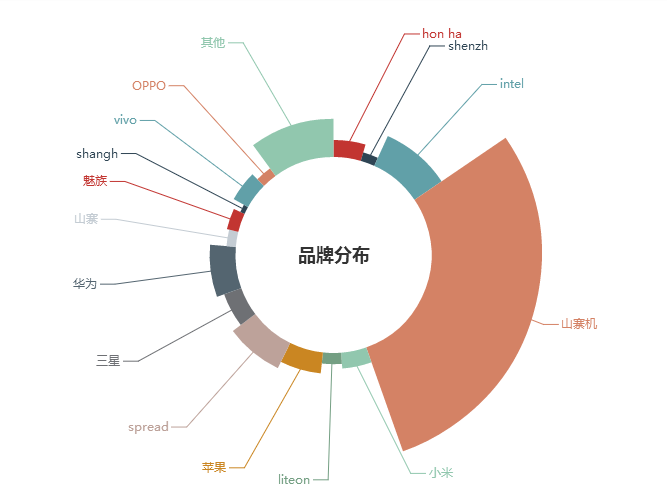 其他
hon ha
shenzh
intel
OPPO
vivo
shangh
魅族
山寨
品牌分布
华为
山寨机
三星
spread
苹果
liteon
小米